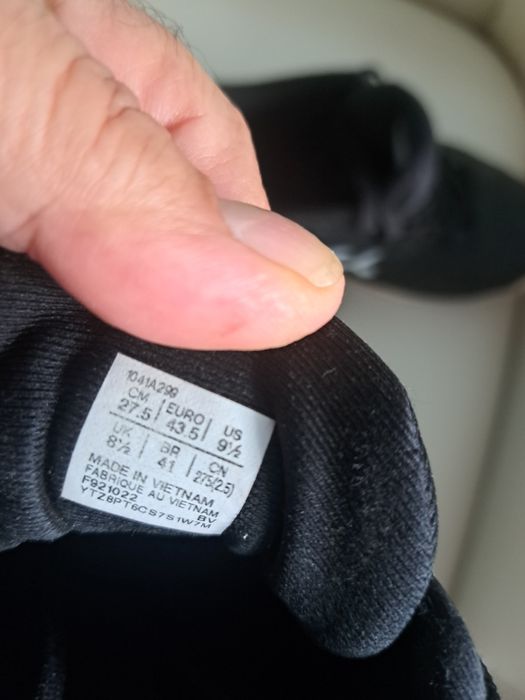 1041A299
CM EURO US
27.5 43.5 9½
UK BR CN
8½ 41 275(2.5)
MADE IN VIETNAM
FABRIQUE AU VIETNAM
F921022 BV
YTZ8PT6CS7S1W7M